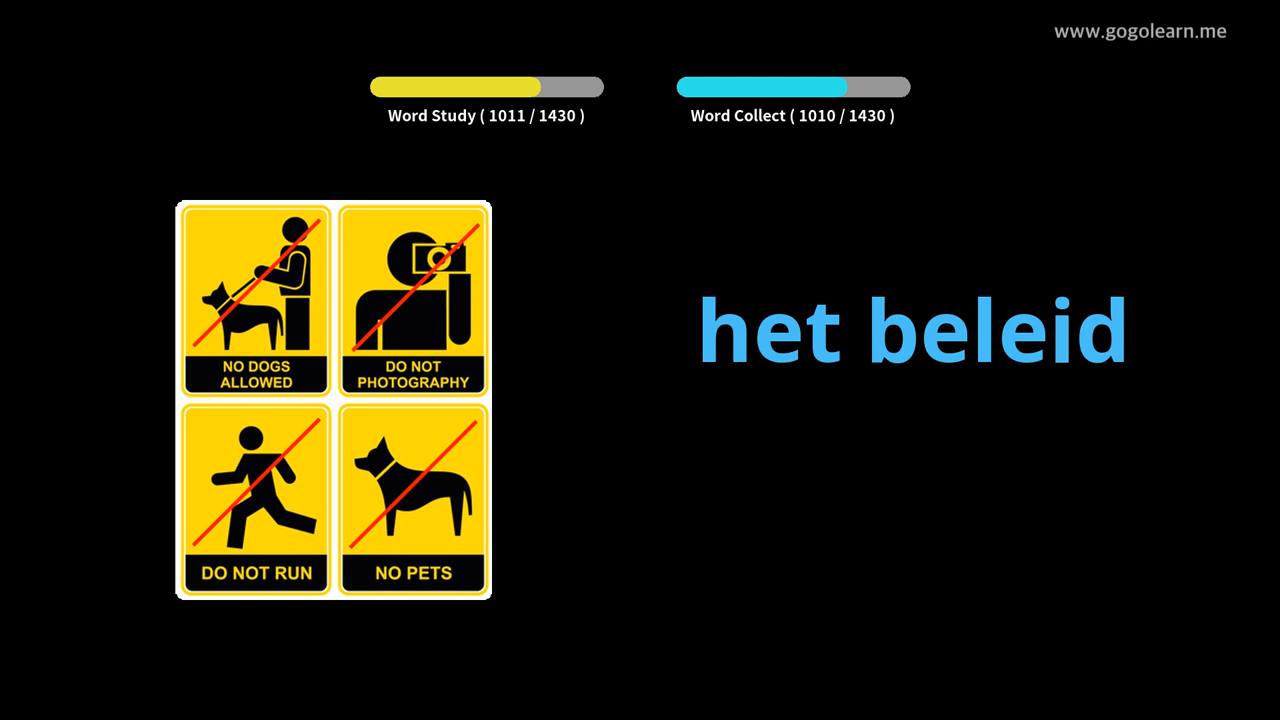 www.gogolearn.me
Word Study ( 1011 / 1430 )
Word Collect ( 1010 / 1430 )
NO DOGS
ALLOWED
DO NOT
PHOTOGRAPHY
DO NOT RUN
NO PETS
het beleid